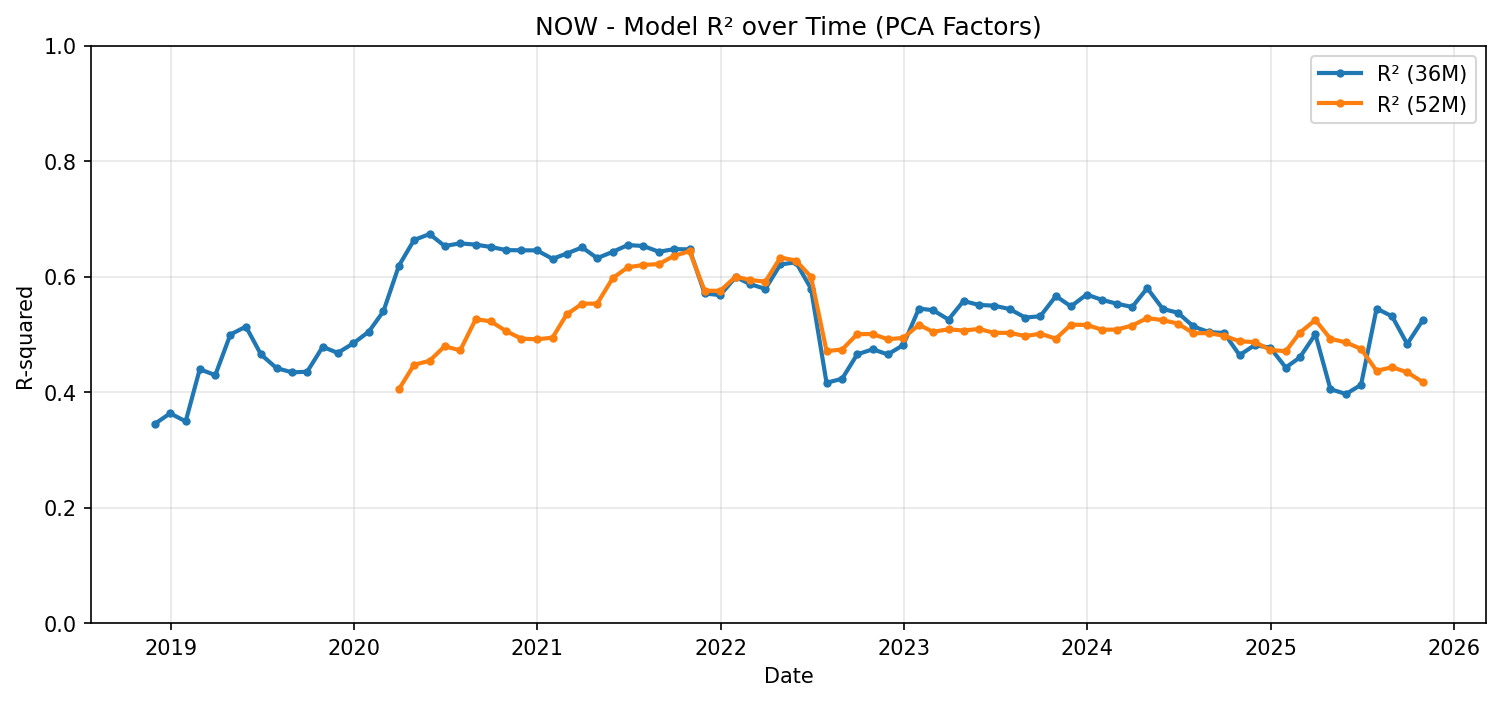 NOW - Model R² over Time (PCA Factors)
R² (36M)
R² (52M)
R-squared
1.0
0.8
0.6
0.4
0.2
0.0
2019 2020 2021 2022 2023 2024 2025 2026
Date